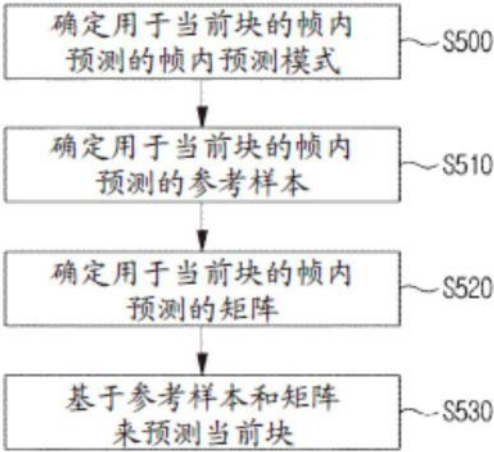 确定用于当前块的帧内
预测的帧内预测模式
S500
确定用于当前块的帧内
预测的参考样本
S510
确定用于当前块的帧内
预测的矩阵
S520
基于参考样本和矩阵
来预测当前块
S530